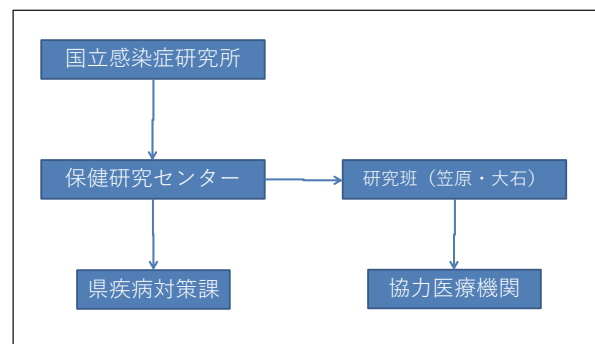 国立感染症研究所
保健研究センター
研究班（笠原・大石）
県疾病対策課
協力医療機関